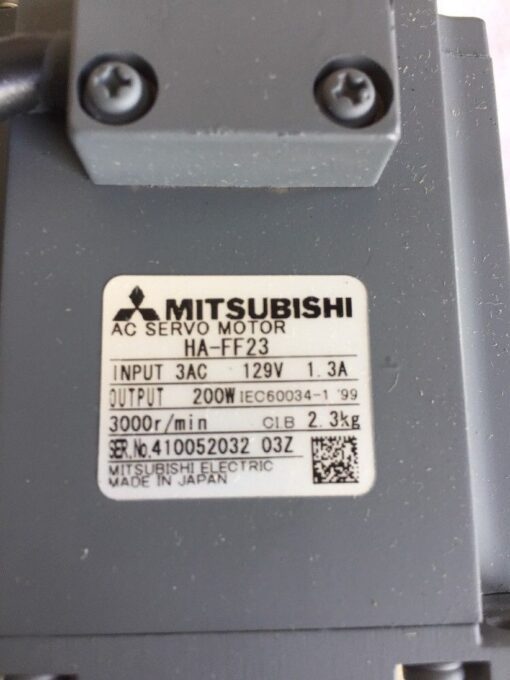 MITSUBISHI
AC SERVO MOTOR
HA-FF23
INPUT 3AC 129V 1.3A
OUTPUT 200W IEC60034-1 '99
3000r/min Cl.B 2.3kg
SER.No.410052032 03Z
MITSUBISHI ELECTRIC
MADE IN JAPAN